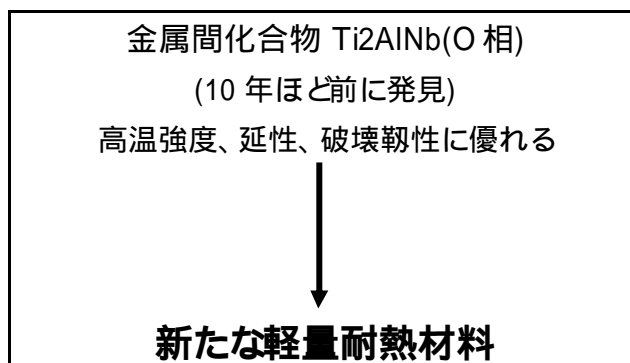 金属間化合物 Ti2AlNb(O 相)
(10 年ほど前に発見)
高温強度、延性、破壊靱性に優れる
新たな軽量耐熱材料